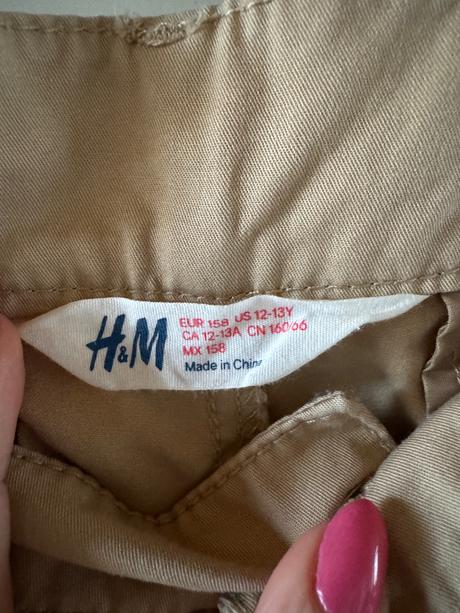 H&M
EUR 158 US 12-13Y
CA 12-13A CN 160/66
MX 158
Made in China